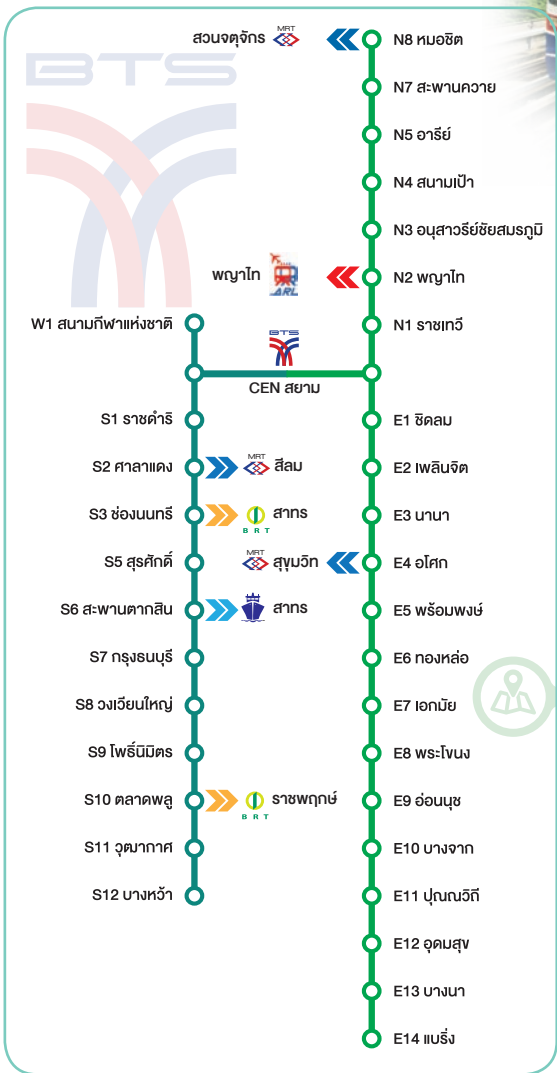 BTS
MRT
สวนจตุจักร
N8 หมอชิต
N7 สะพานควาย
N5 อารีย์
N4 สนามเป้า
N3 อนุสาวรีย์ชัยสมรภูมิ
พญาไท
ARL
N2 พญาไท
W1 สนามกีฬาแห่งชาติ
N1 ราชเทวี
BTS
CEN สยาม
S1 ราชดำริ
E1 ชิดลม
S2 ศาลาแดง
MRT
สีลม
E2 เพลินจิต
S3 ช่องนนทรี
BRT
สาทร
E3 นานา
S5 สุรศักดิ์
MRT
สุขุมวิท
E4 อโศก
S6 สะพานตากสิน
สาทร
E5 พร้อมพงษ์
S7 กรุงธนบุรี
E6 ทองหล่อ
S8 วงเวียนใหญ่
E7 เอกมัย
S9 โพธิ์นิมิตร
E8 พระโขนง
S10 ตลาดพลู
BRT
ราชพฤกษ์
E9 อ่อนนุช
S11 วุฒากาศ
E10 บางจาก
S12 บางหว้า
E11 ปุณณวิถี
E12 อุดมสุข
E13 บางนา
E14 แบริ่ง